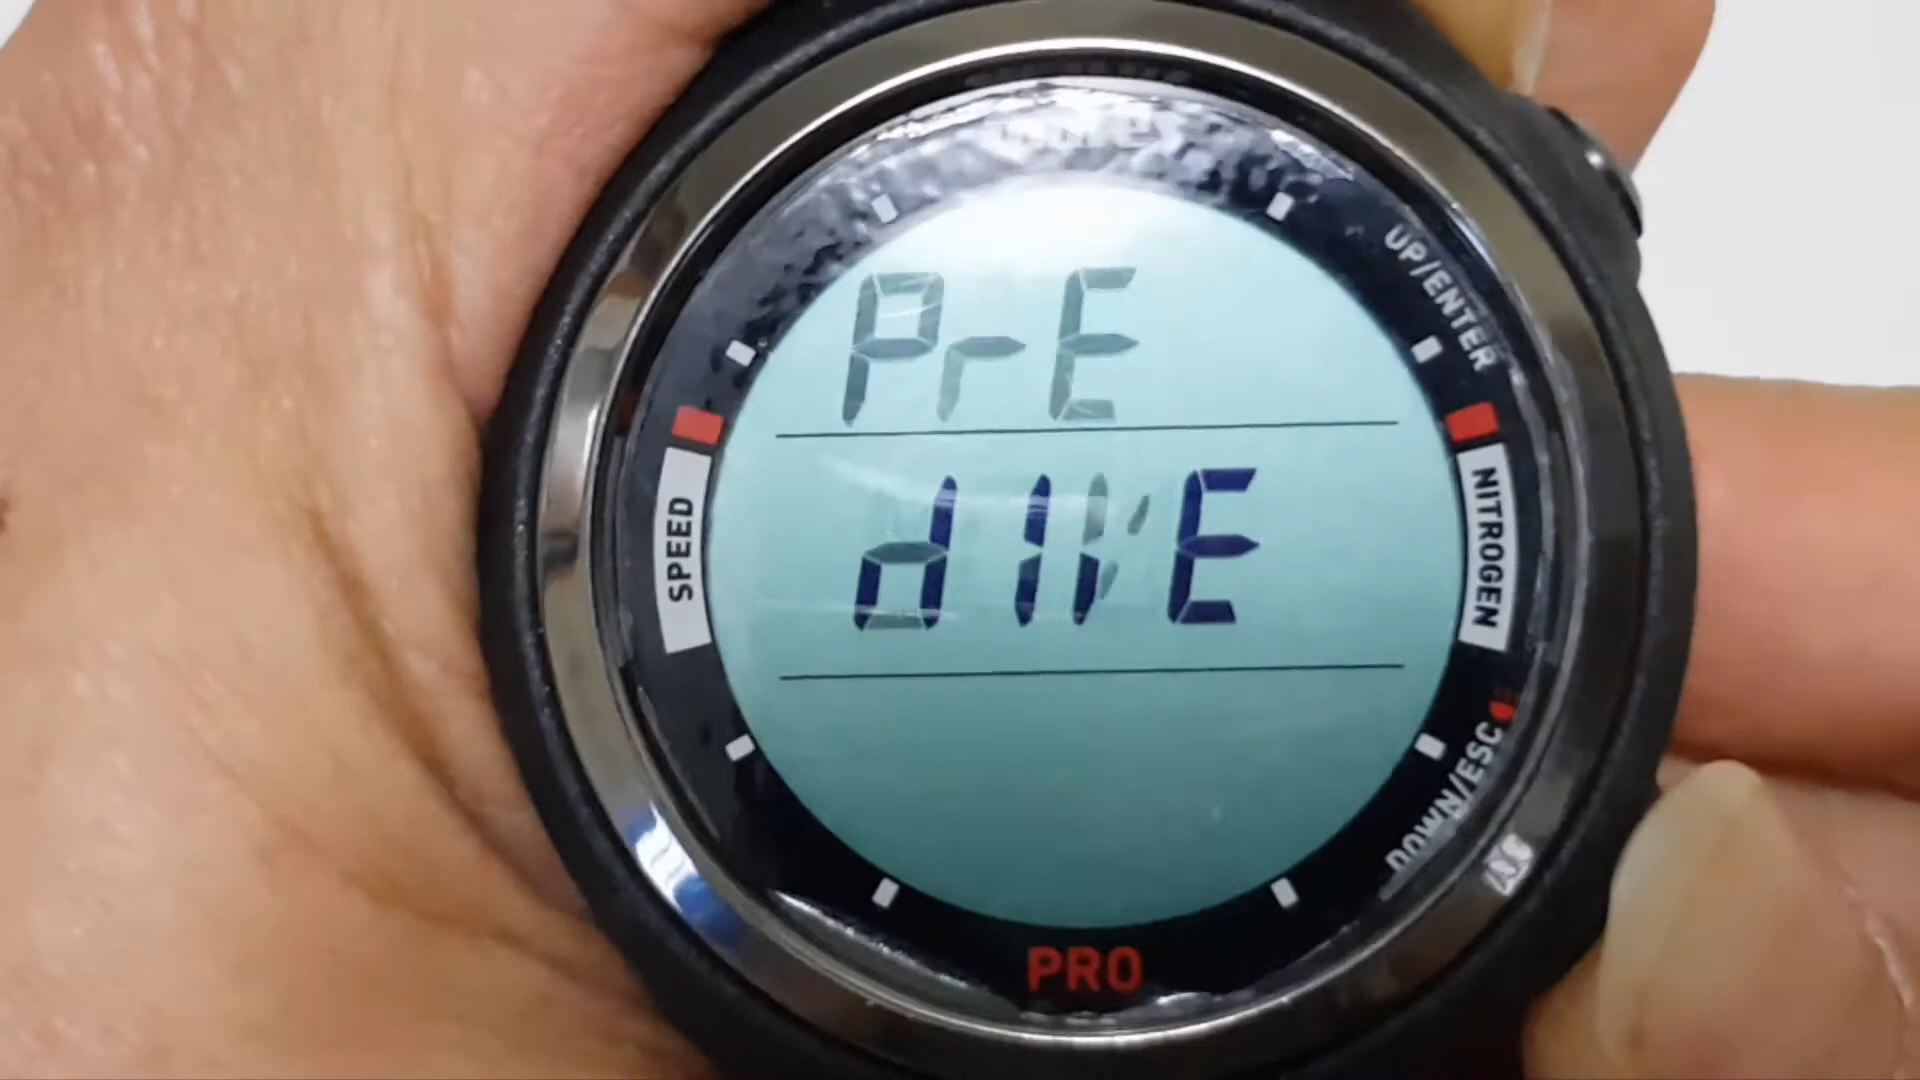 UP/ENTER
PrE
SPEED
dIVE
NITROGEN
DOWN/ESC
PRO